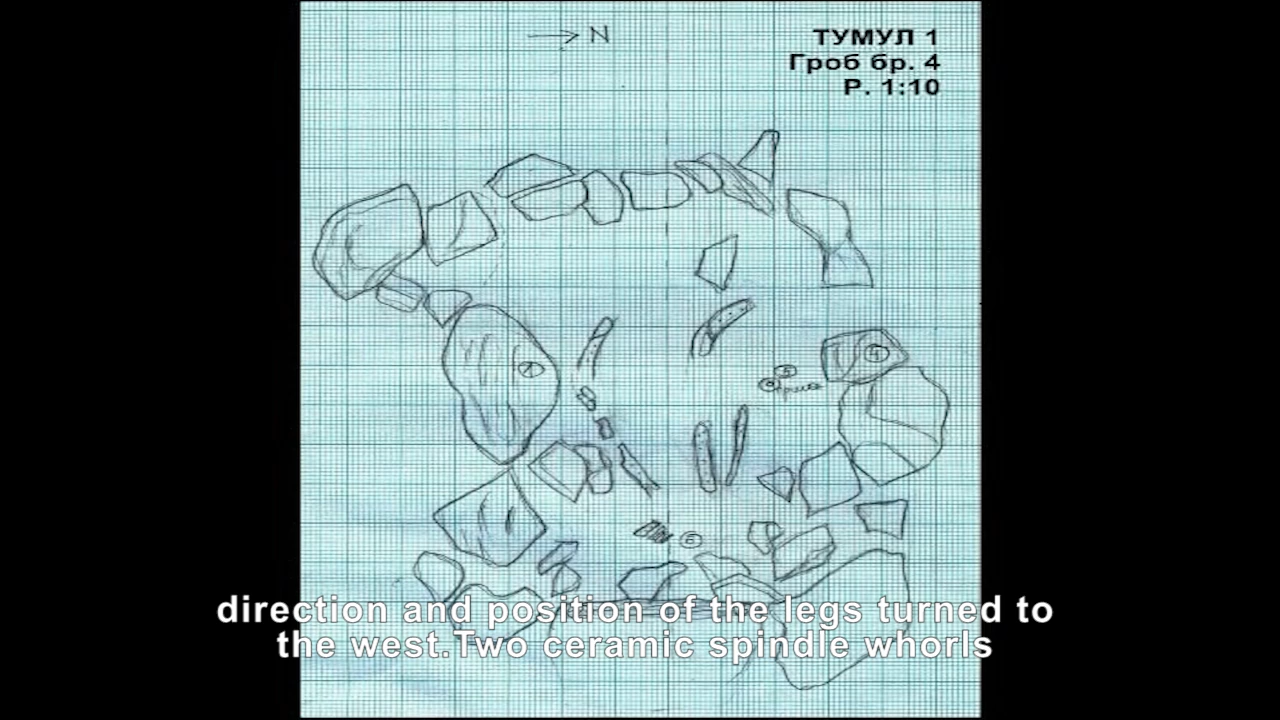 N
ТУМУЛ 1
Гроб бр. 4
Р. 1:10
direction and position of the legs turned to
the west.Two ceramic spindle whorls